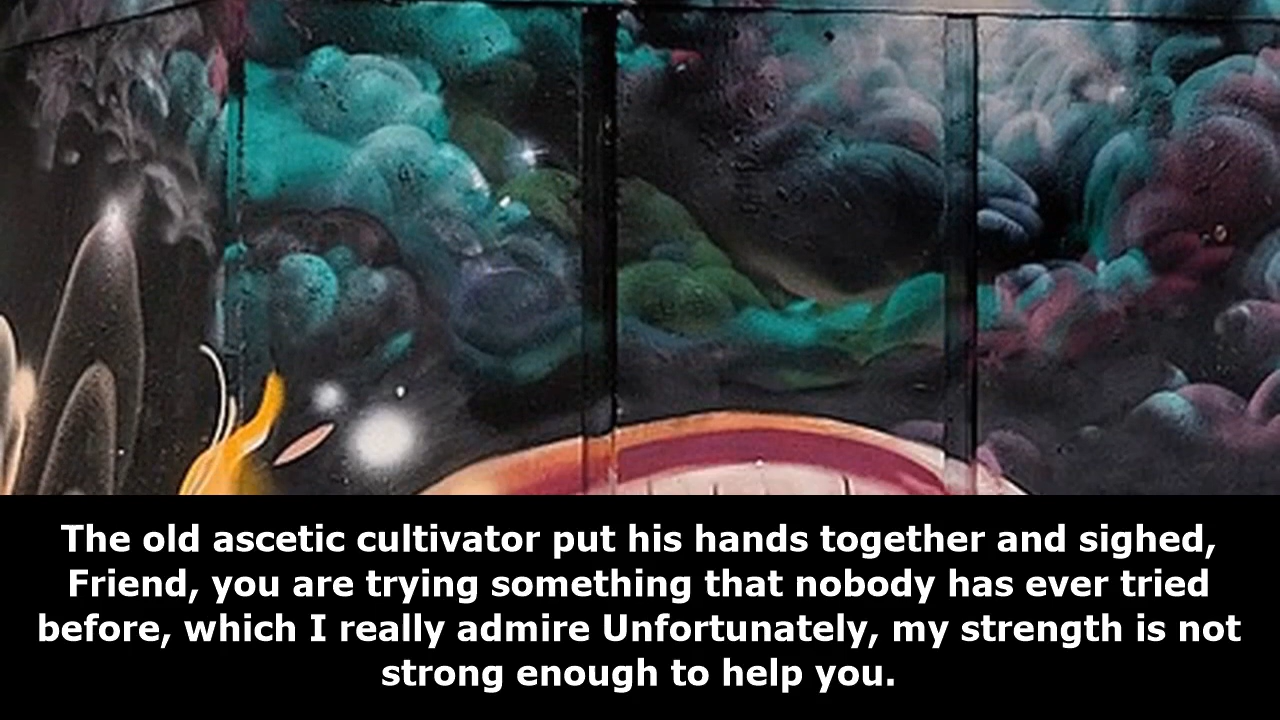 The old ascetic cultivator put his hands together and sighed,
Friend, you are trying something that nobody has ever tried
before, which I really admire Unfortunately, my strength is not
strong enough to help you.